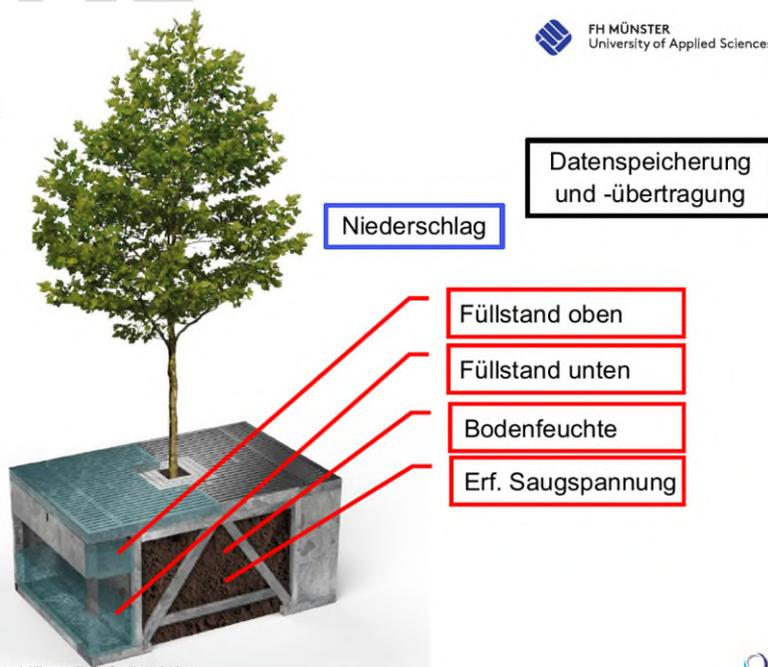 FH MÜNSTER
University of Applied Sciences
Datenspeicherung
und -übertragung
Niederschlag
Füllstand oben
Füllstand unten
Bodenfeuchte
Erf. Saugspannung